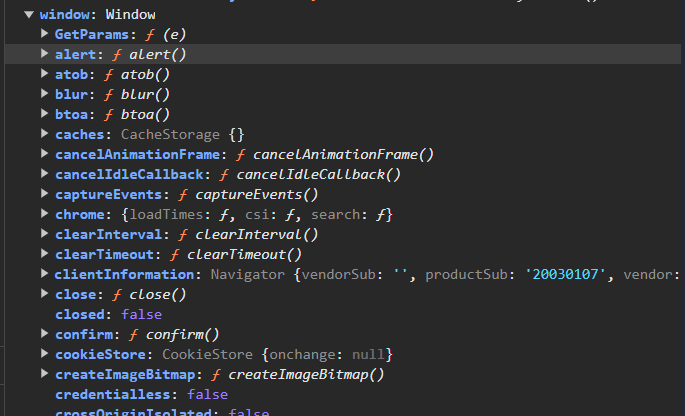 window: Window
GetParams: ƒ (e)
alert: ƒ alert()
atob: ƒ atob()
blur: ƒ blur()
btoa: ƒ btoa()
caches: CacheStorage {}
cancelAnimationFrame: ƒ cancelAnimationFrame()
cancelIdleCallback: ƒ cancelIdleCallback()
captureEvents: ƒ captureEvents()
chrome: {loadTimes: ƒ, csi: ƒ, search: ƒ}
clearInterval: ƒ clearInterval()
clearTimeout: ƒ clearTimeout()
clientInformation: Navigator {vendorSub: '', productSub: '20030107', vendor:
close: ƒ close()
closed: false
confirm: ƒ confirm()
cookieStore: CookieStore {onchange: null}
createImageBitmap: ƒ createImageBitmap()
credentialless: false
crossOriginIsolated: false